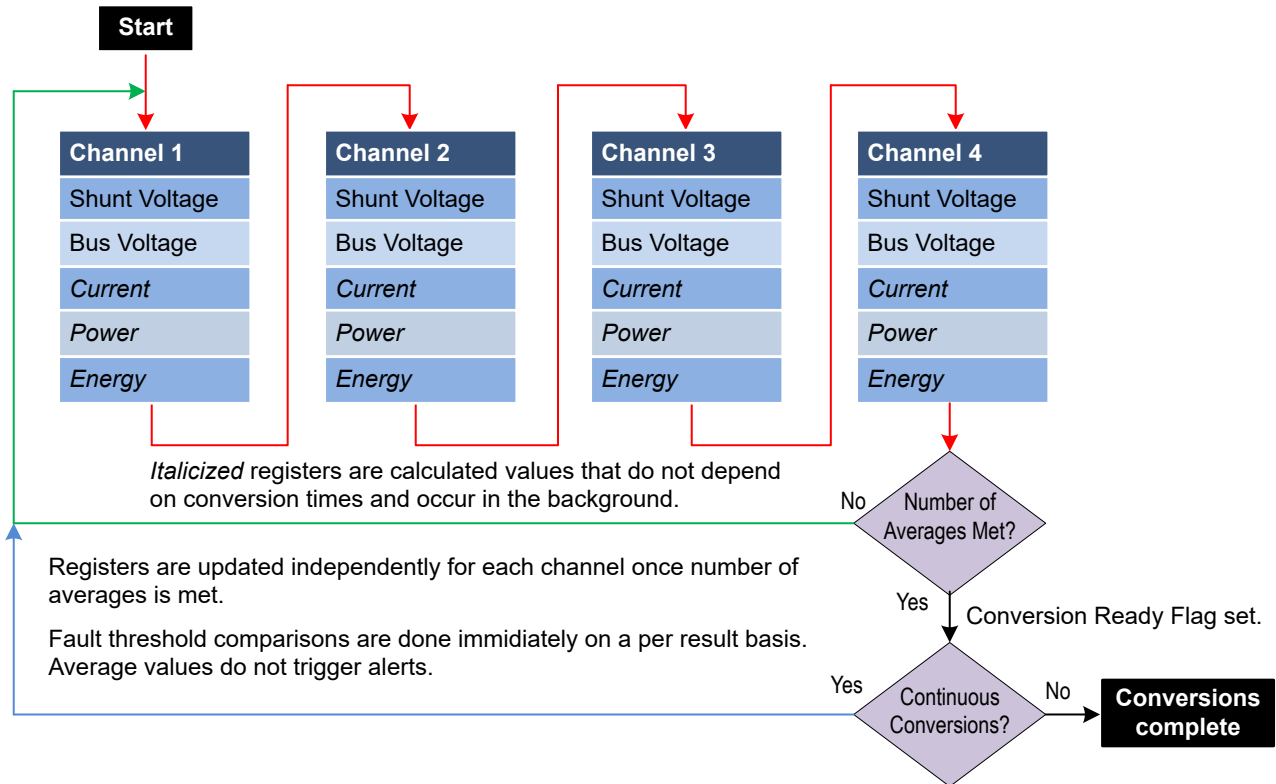 Start
Channel 1
Shunt Voltage
Bus Voltage
Current
Power
Energy
Channel 2
Shunt Voltage
Bus Voltage
Current
Power
Energy
Channel 3
Shunt Voltage
Bus Voltage
Current
Power
Energy
Channel 4
Shunt Voltage
Bus Voltage
Current
Power
Energy
Italicized registers are calculated values that do not depend
on conversion times and occur in the background.
No
Number of
Averages Met?
Registers are updated independently for each channel once number of
averages is met.
Yes
Conversion Ready Flag set.
Fault threshold comparisons are done immidiately on a per result basis.
Average values do not trigger alerts.
Yes
Continuous
Conversions?
No
Conversions
complete